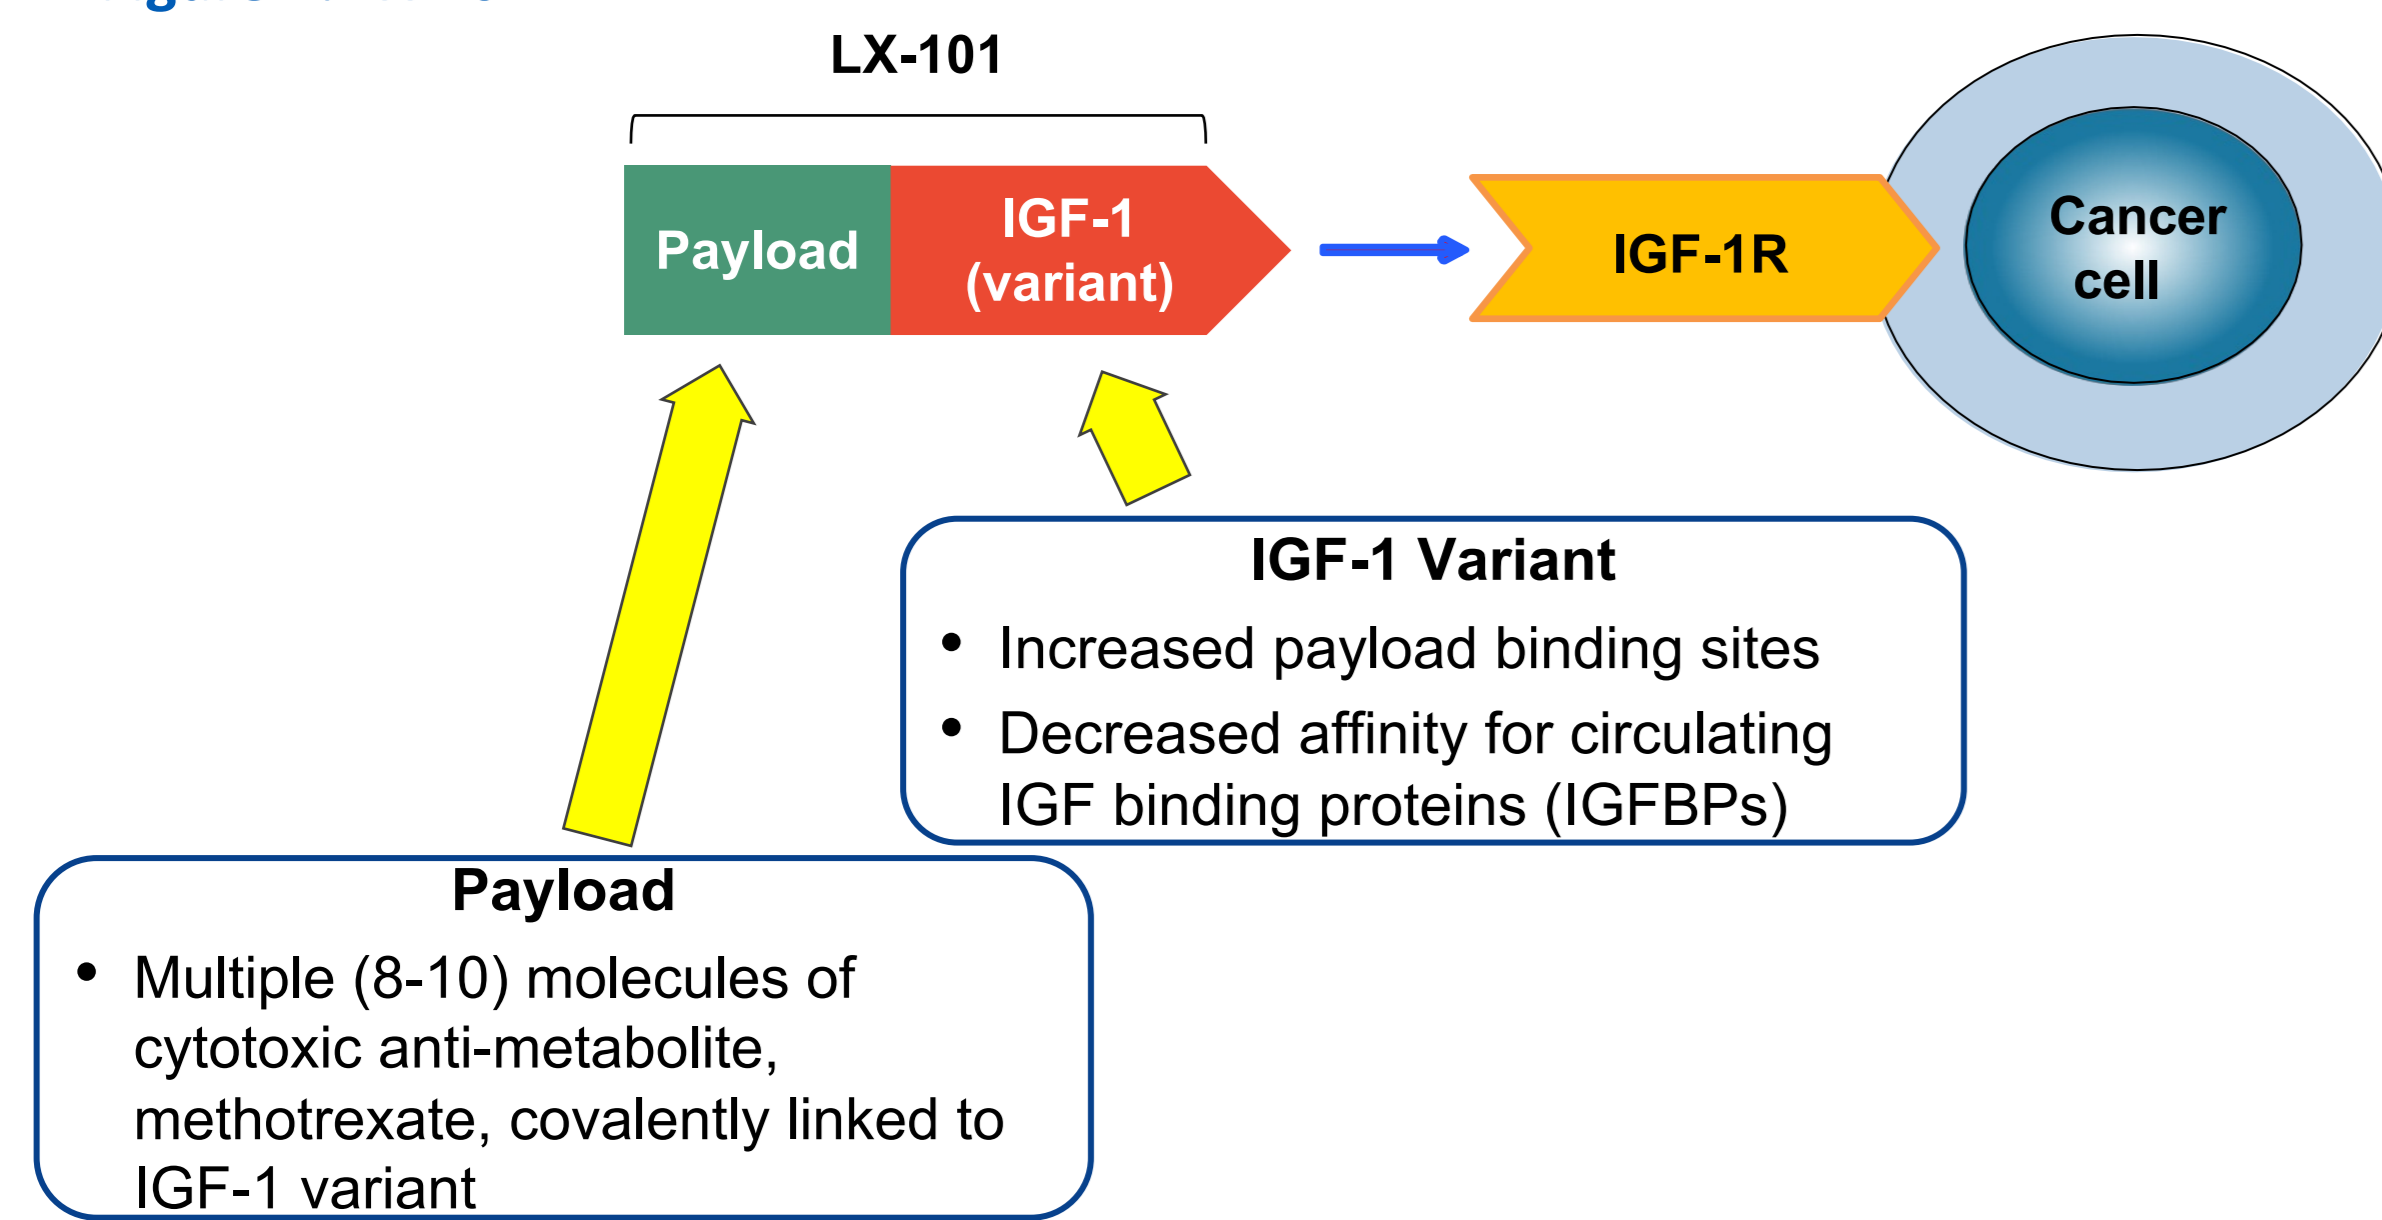 LX-101
Payload
IGF-1
(variant)
IGF-1R
Cancer
cell
IGF-1 Variant
• Increased payload binding sites
• Decreased affinity for circulating
IGF binding proteins (IGFBPs)
Payload
• Multiple (8-10) molecules of
cytotoxic anti-metabolite,
methotrexate, covalently linked to
IGF-1 variant